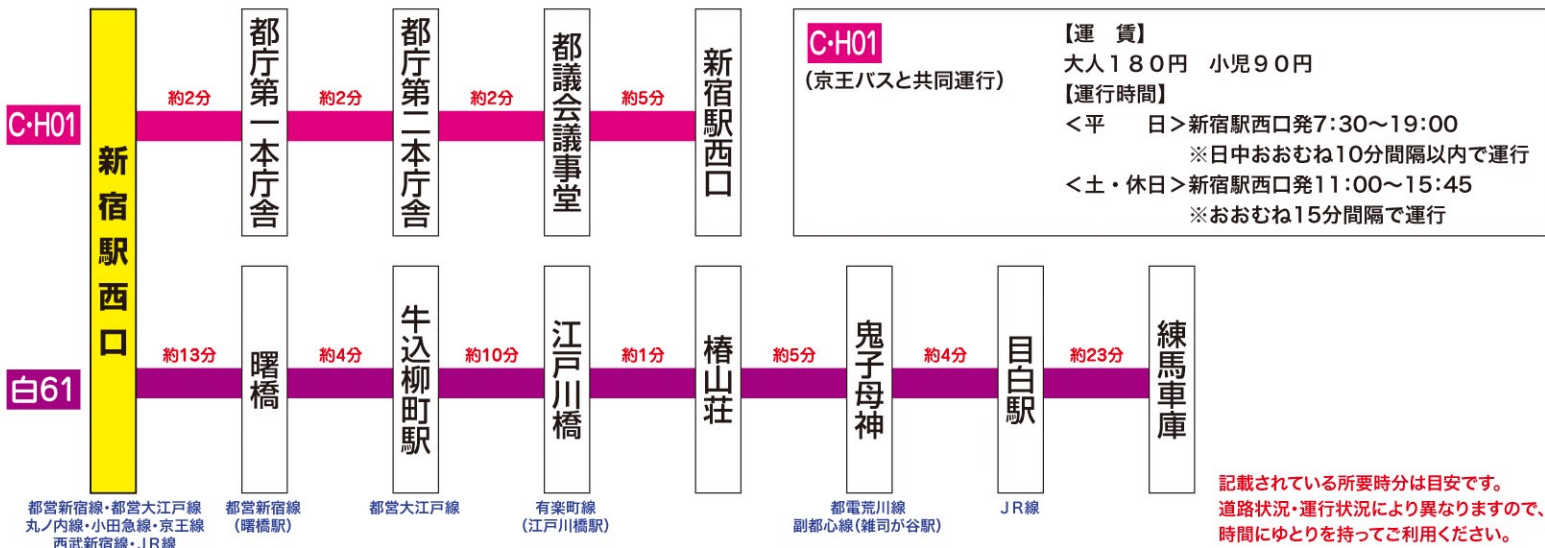 C・H01
新宿駅西口
約2分
都庁第一本庁舎
約2分
都庁第二本庁舎
約2分
都議会議事堂
約5分
新宿駅西口
C・H01
(京王バスと共同運行)
【運　賃】
大人180円　小児90円
【運行時間】
<平　　日>新宿駅西口発7:30〜19:00
※日中おおむね10分間隔以内で運行
<土・休日>新宿駅西口発11:00〜15:45
※おおむね15分間隔で運行
白61
約13分
曙橋
約4分
牛込柳町駅
約10分
江戸川橋
約1分
椿山荘
約5分
鬼子母神
約4分
目白駅
約23分
練馬車庫
都営新宿線・都営大江戸線
丸ノ内線・小田急線・京王線
西武新宿線・JR線
都営新宿線
(曙橋駅)
都営大江戸線
有楽町線
(江戸川橋駅)
都電荒川線
副都心線(雑司が谷駅)
JR線
記載されている所要時分は目安です。
道路状況・運行状況により異なりますので、
時間にゆとりを持ってご利用ください。